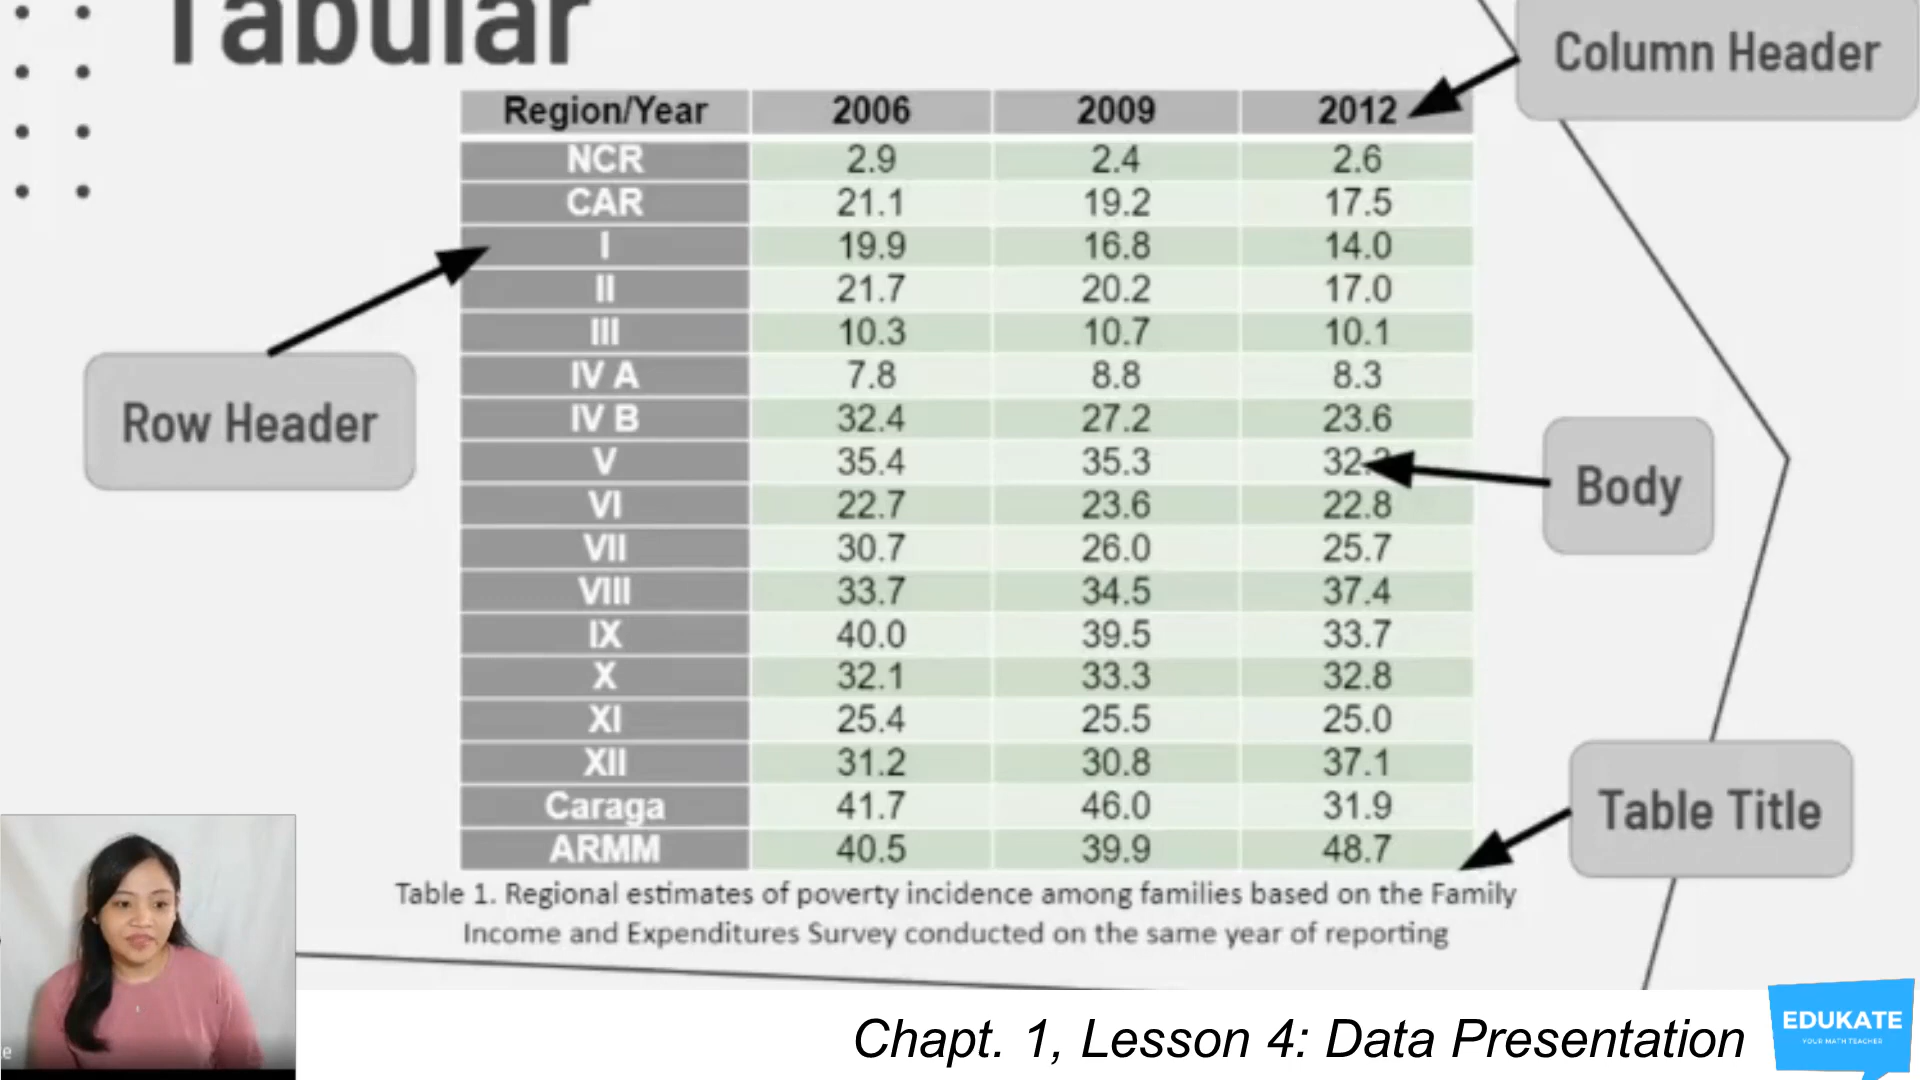 Tabular
Column Header
Region/Year 2006 2009 2012
NCR 2.9 2.4 2.6
CAR 21.1 19.2 17.5
I 19.9 16.8 14.0
II 21.7 20.2 17.0
III 10.3 10.7 10.1
IV A 7.8 8.8 8.3
Row Header
IV B 32.4 27.2 23.6
V 35.4 35.3
Body
VI 22.7 23.6 22.8
VII 30.7 26.0 25.7
VIII 33.7 34.5 37.4
IX 40.0 39.5 33.7
X 32.1 33.3 32.8
XI 25.4 25.5 25.0
XII 31.2 30.8 37.1
Caraga 41.7 46.0 31.9
Table Title
ARMM 40.5 39.9 48.7
Table 1. Regional estimates of poverty incidence among families based on the Family
Income and Expenditures Survey conducted on the same year of reporting
Chapt. 1, Lesson 4: Data Presentation
EDUKATE
YOUR MATH TEACHER